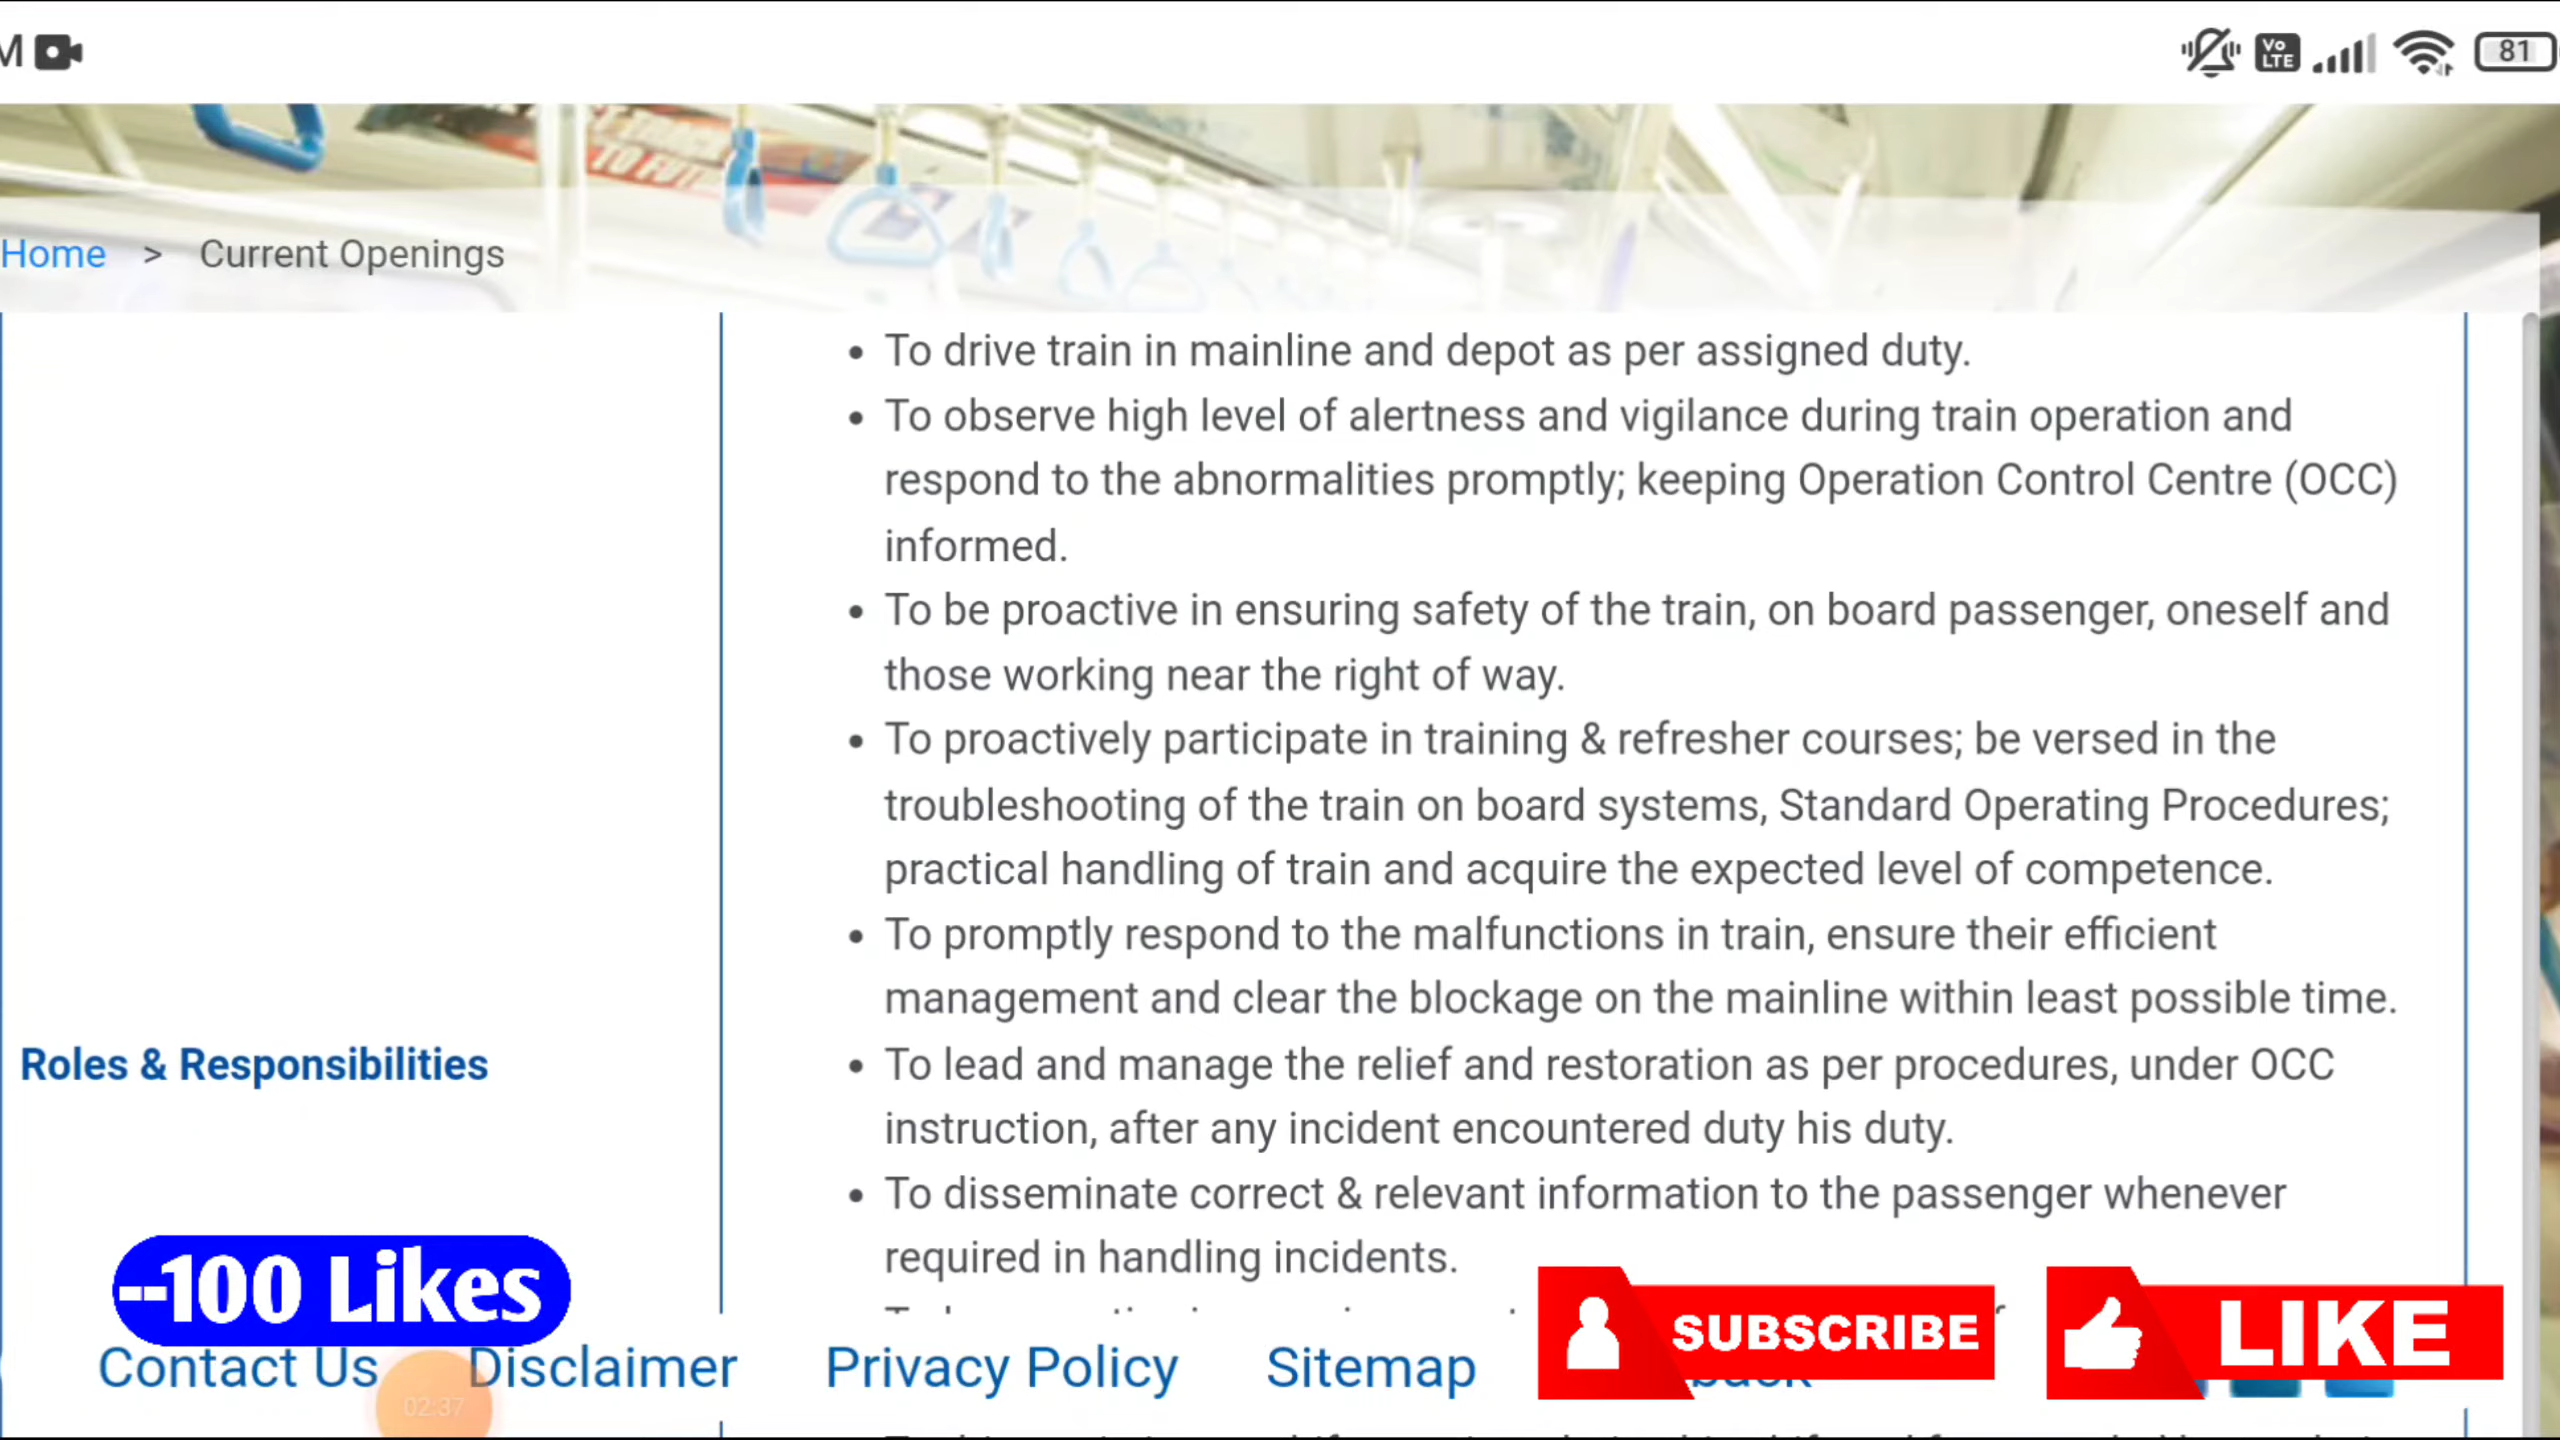 M
Vo
LTE
81
TO FUT
Home > Current Openings
• To drive train in mainline and depot as per assigned duty.
• To observe high level of alertness and vigilance during train operation and
respond to the abnormalities promptly; keeping Operation Control Centre (OCC)
informed.
• To be proactive in ensuring safety of the train, on board passenger, oneself and
those working near the right of way.
• To proactively participate in training & refresher courses; be versed in the
troubleshooting of the train on board systems, Standard Operating Procedures;
practical handling of train and acquire the expected level of competence.
• To promptly respond to the malfunctions in train, ensure their efficient
management and clear the blockage on the mainline within least possible time.
Roles & Responsibilities
• To lead and manage the relief and restoration as per procedures, under OCC
instruction, after any incident encountered duty his duty.
• To disseminate correct & relevant information to the passenger whenever
required in handling incidents.
--100 Likes
SUBSCRIBE
LIKE
Contact Us Disclaimer Privacy Policy Sitemap
02:37